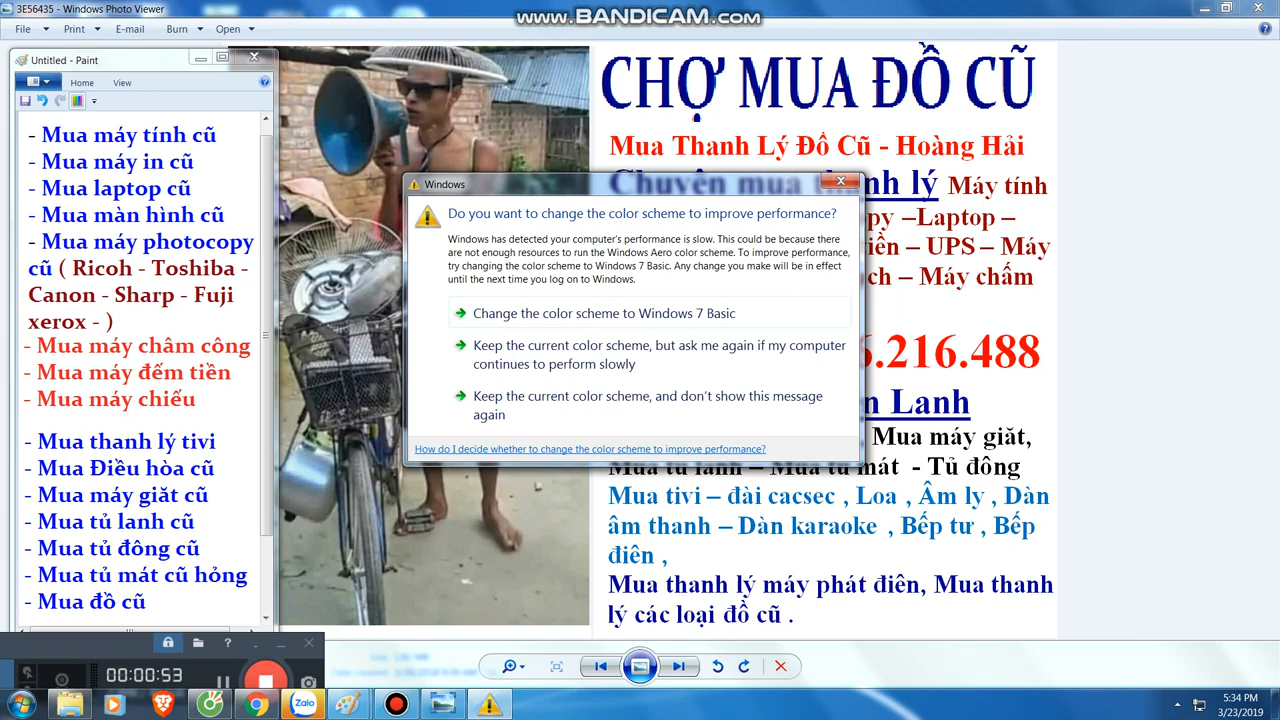 3E56435 - Windows Photo Viewer
www.BANDICAM.com
File Print E-mail Burn Open
Untitled - Paint
Home View
- Mua máy tính cũ
- Mua máy in cũ
- Mua laptop cũ
- Mua màn hình cũ
- Mua máy photocopy
cũ ( Ricoh - Toshiba -
Canon - Sharp - Fuji
xerox - )
- Mua máy châm công
- Mua máy đếm tiền
- Mua máy chiếu
- Mua thanh lý tivi
- Mua Điều hòa cũ
- Mua máy giăt cũ
- Mua tủ lanh cũ
- Mua tủ đông cũ
- Mua tủ mát cũ hỏng
- Mua đồ cũ
CHỢ MUA ĐỒ CŨ
Mua Thanh Lý Đồ Cũ - Hoàng Hải
Chuyên mua thanh lý Máy tính
py –Laptop –
iền – UPS – Máy
ch – Máy chấm
6.216.488
n Lanh
Mua máy giăt,
Mua tủ lanh – Mua tủ mát - Tủ đông
Mua tivi – đài cacsec , Loa , Âm ly , Dàn
âm thanh – Dàn karaoke , Bếp tư , Bếp
điên ,
Mua thanh lý máy phát điên, Mua thanh
lý các loại đồ cũ .
Windows
Do you want to change the color scheme to improve performance?
Windows has detected your computer's performance is slow. This could be because there
are not enough resources to run the Windows Aero color scheme. To improve performance,
try changing the color scheme to Windows 7 Basic. Any change you make will be in effect
until the next time you log on to Windows.
Change the color scheme to Windows 7 Basic
Keep the current color scheme, but ask me again if my computer
continues to perform slowly
Keep the current color scheme, and don't show this message
again
How do I decide whether to change the color scheme to improve performance?
00:00:53
Zalo
5:34 PM
3/23/2019